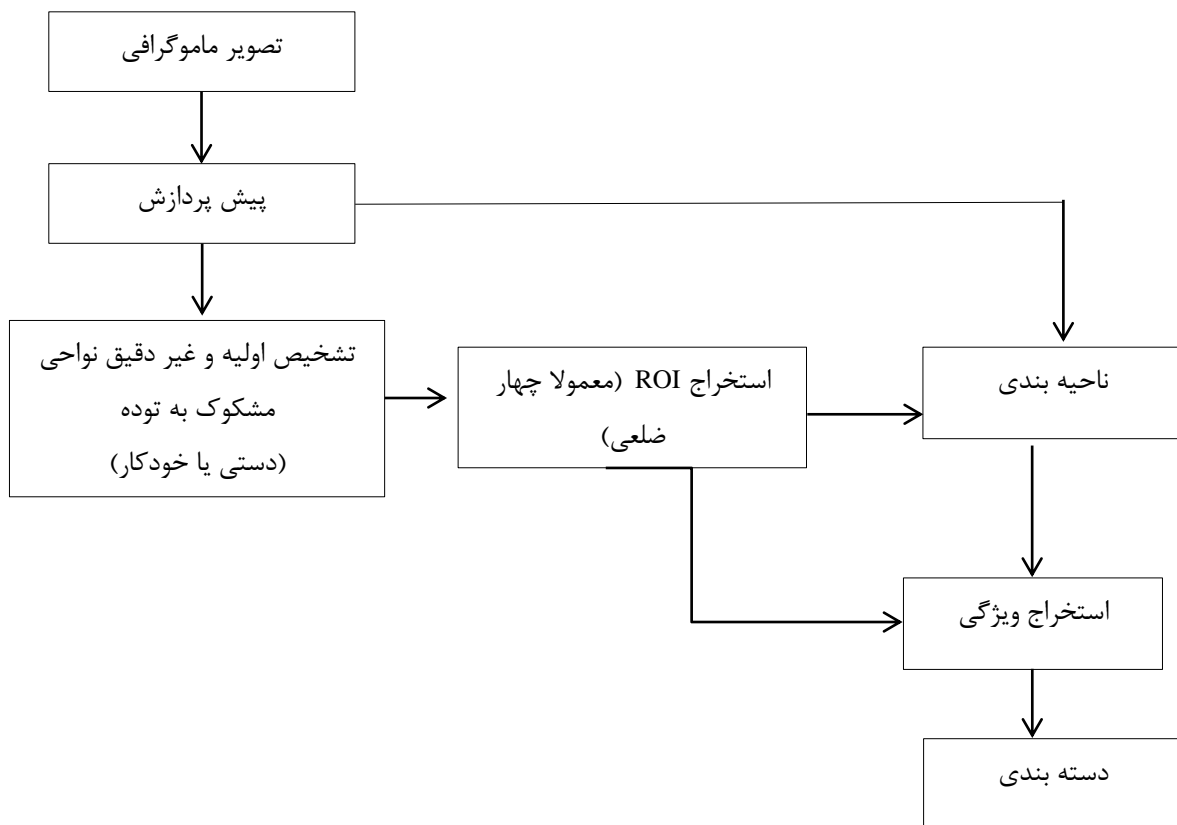 تصویر ماموگرافی
پیش پردازش
تشخیص اولیه و غیر دقیق نواحی
مشکوک به توده
(دستی یا خودکار)
استخراج ROI (معمولا چهار
ضلعی)
ناحیه بندی
استخراج ویژگی
دسته بندی